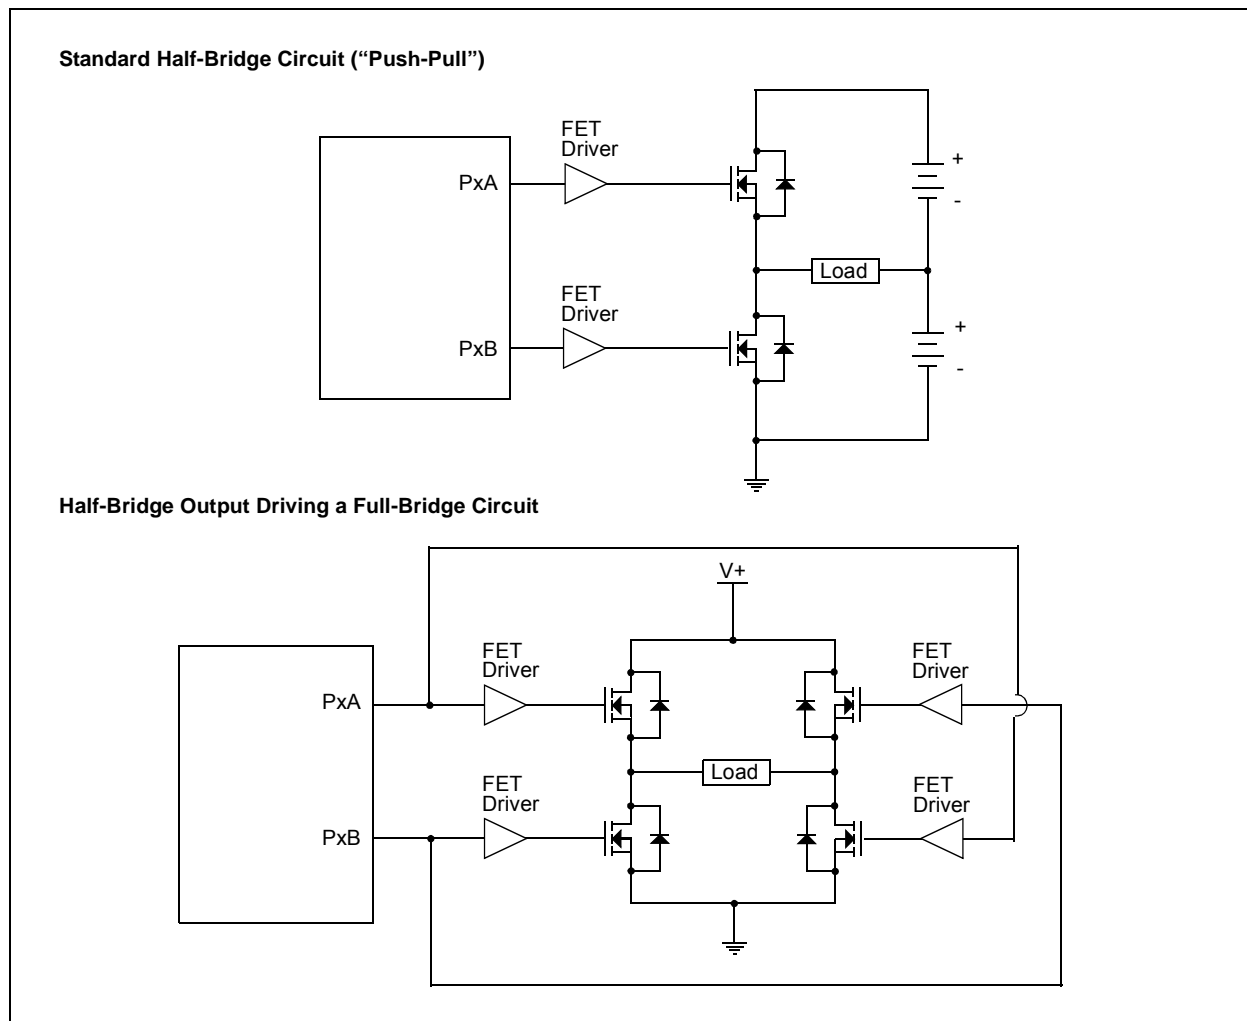 Standard Half-Bridge Circuit (“Push-Pull”)
FET
Driver
PxA
+
-
Load
FET
Driver
PxB
+
-
Half-Bridge Output Driving a Full-Bridge Circuit
V+
FET
Driver
FET
Driver
PxA
Load
FET
Driver
FET
Driver
PxB